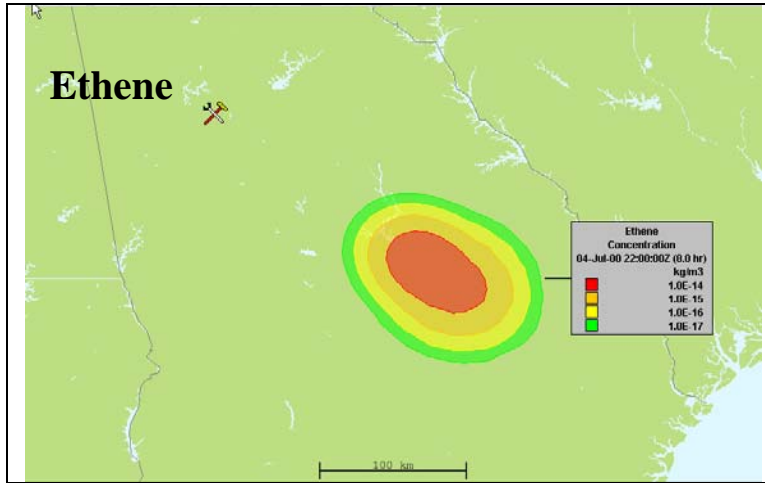 Ethene
Ethene
Concentration
04-Jul-00 22:00:00Z (8.0 hr)
kg/m3
1.0E-14
1.0E-15
1.0E-16
1.0E-17
100 km